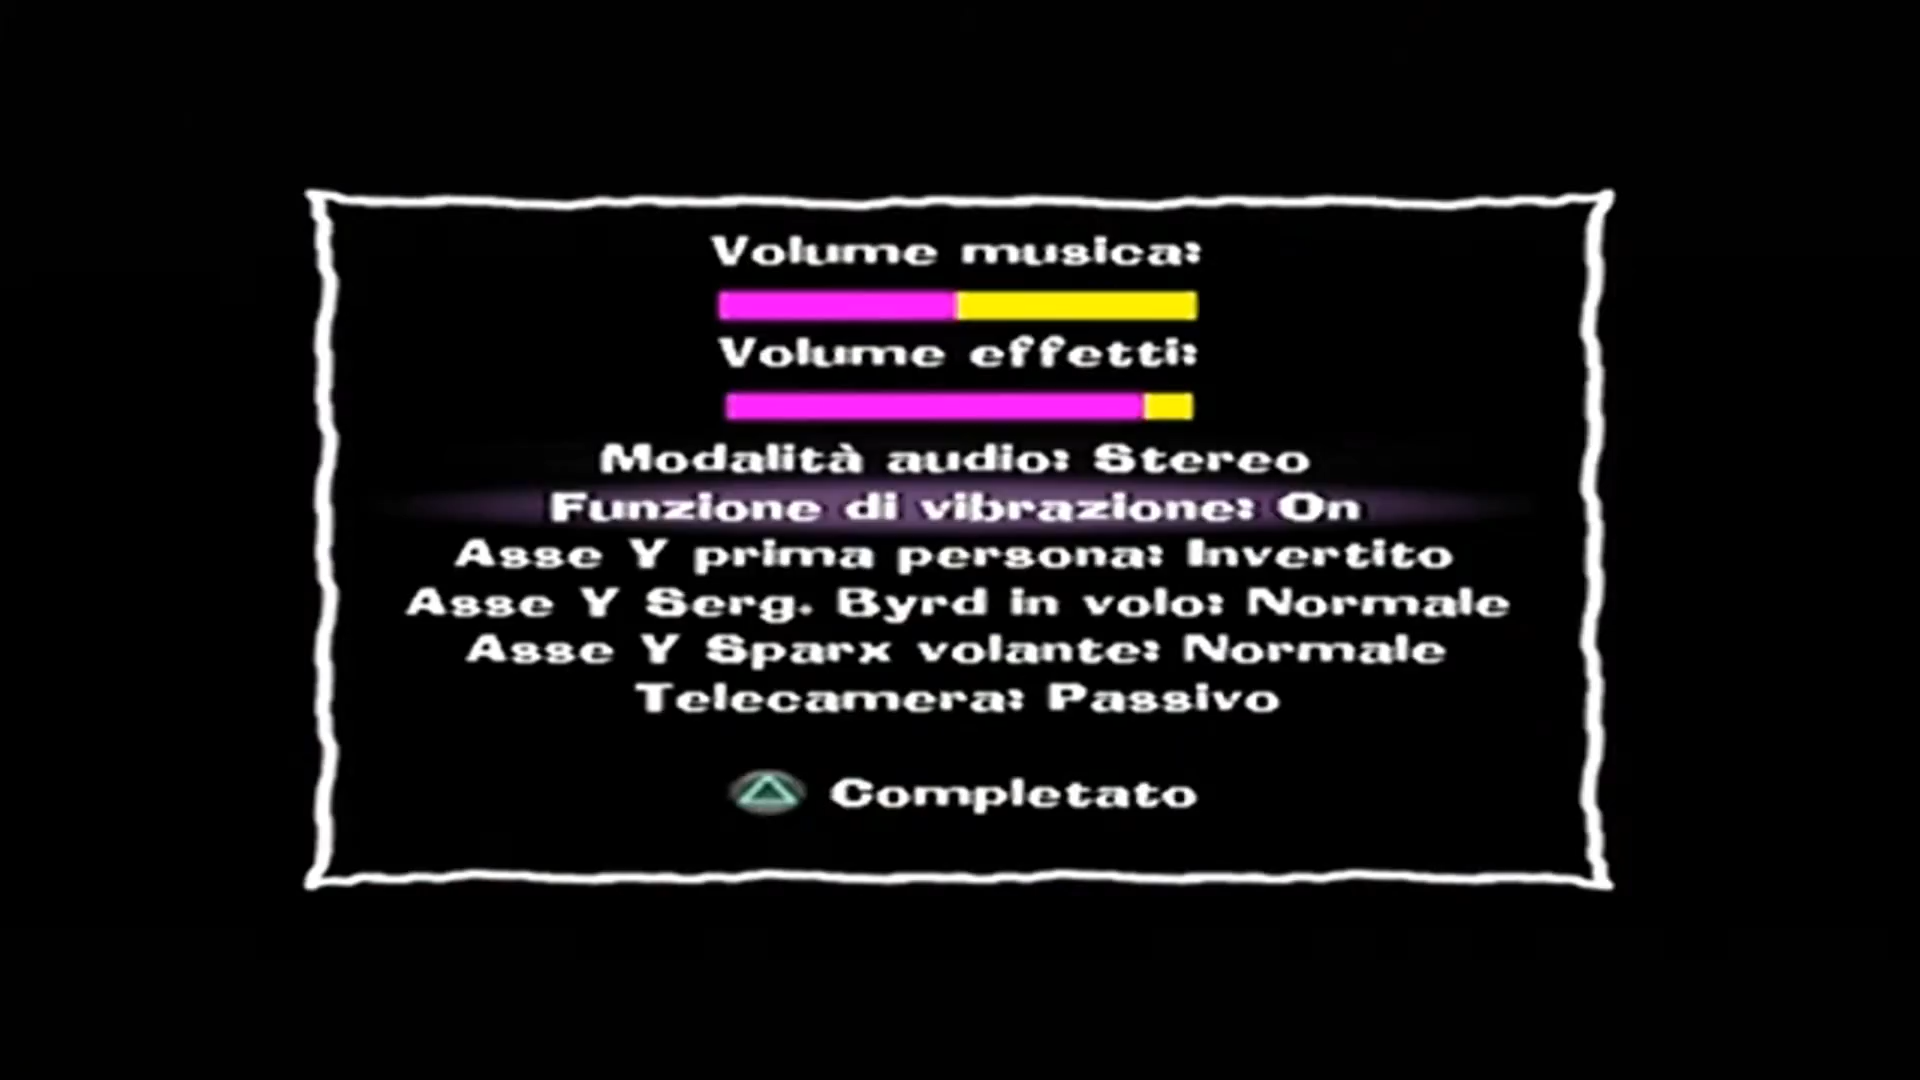 Volume musica:
Volume effetti:
Modalità audio: Stereo
Funzione di vibrazione: On
Asse Y prima persona: Invertito
Asse Y Serg. Byrd in volo: Normale
Asse Y Sparx volante: Normale
Telecamera: Passivo
Completato